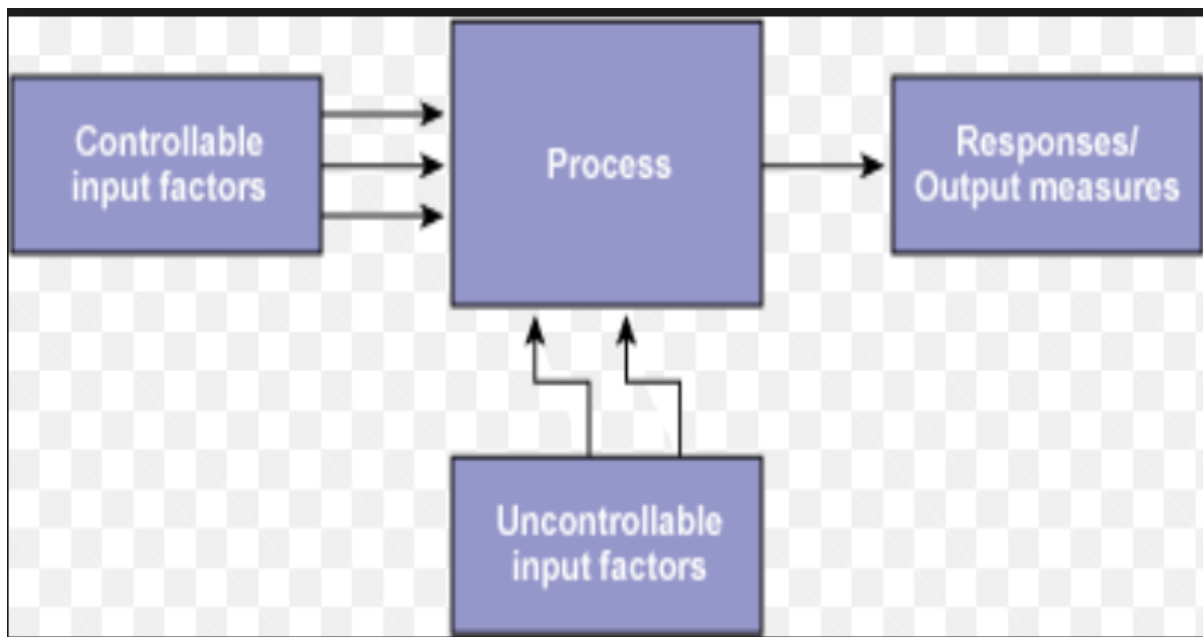 Controllable
input factors
Process
Responses/
Output measures
Uncontrollable
input factors